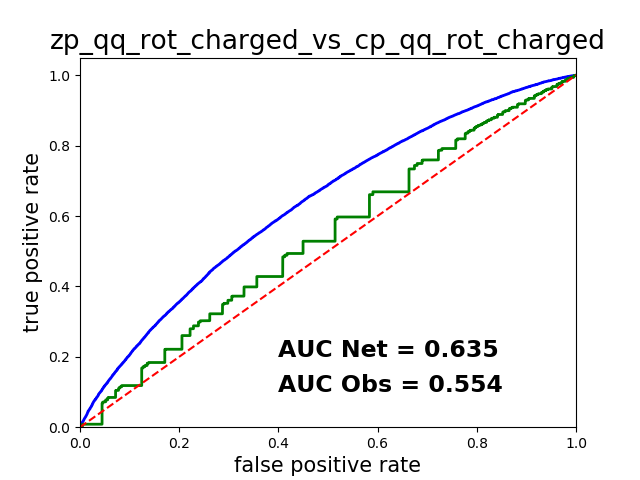 zp_qq_rot_charged_vs_cp_qq_rot_charged
true positive rate
1.0
0.8
0.6
0.4
0.2
0.0
AUC Net = 0.635
AUC Obs = 0.554
0.0 0.2 0.4 0.6 0.8 1.0
false positive rate